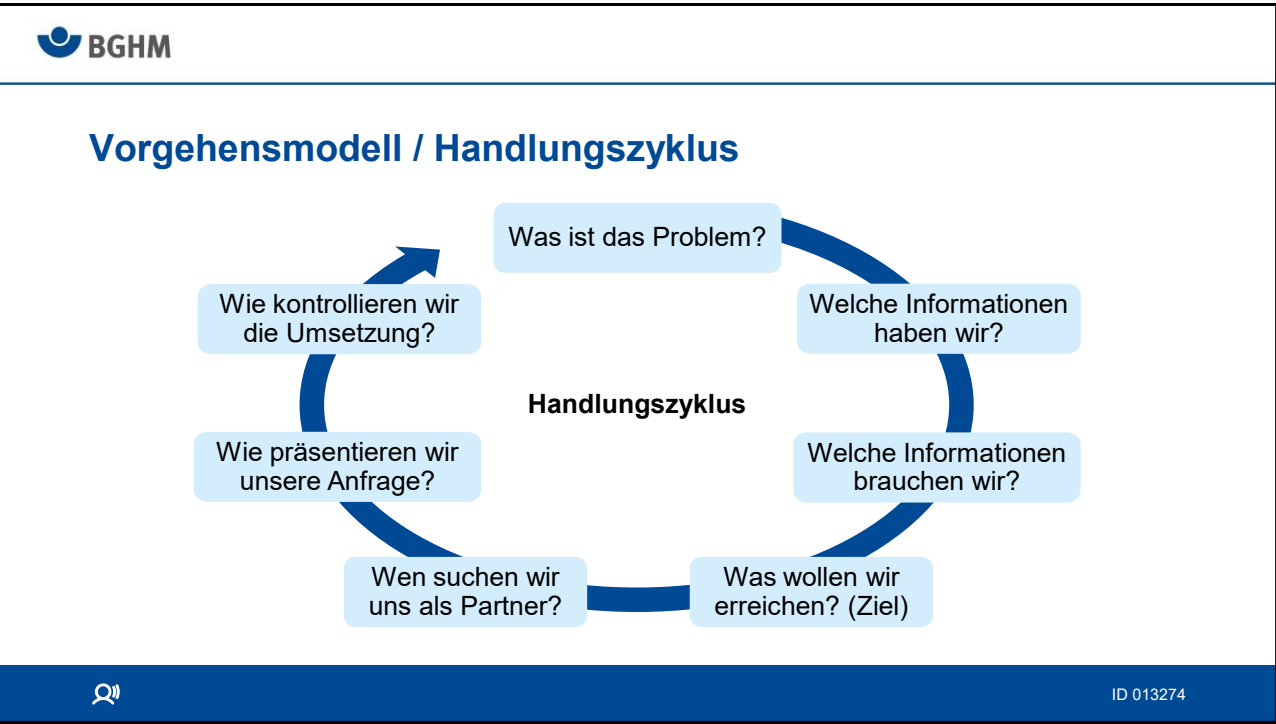 BGHM
Vorgehensmodell / Handlungszyklus
Was ist das Problem?
Welche Informationen
haben wir?
Welche Informationen
brauchen wir?
Was wollen wir
erreichen? (Ziel)
Wen suchen wir
uns als Partner?
Wie präsentieren wir
unsere Anfrage?
Wie kontrollieren wir
die Umsetzung?
Handlungszyklus
ID 013274